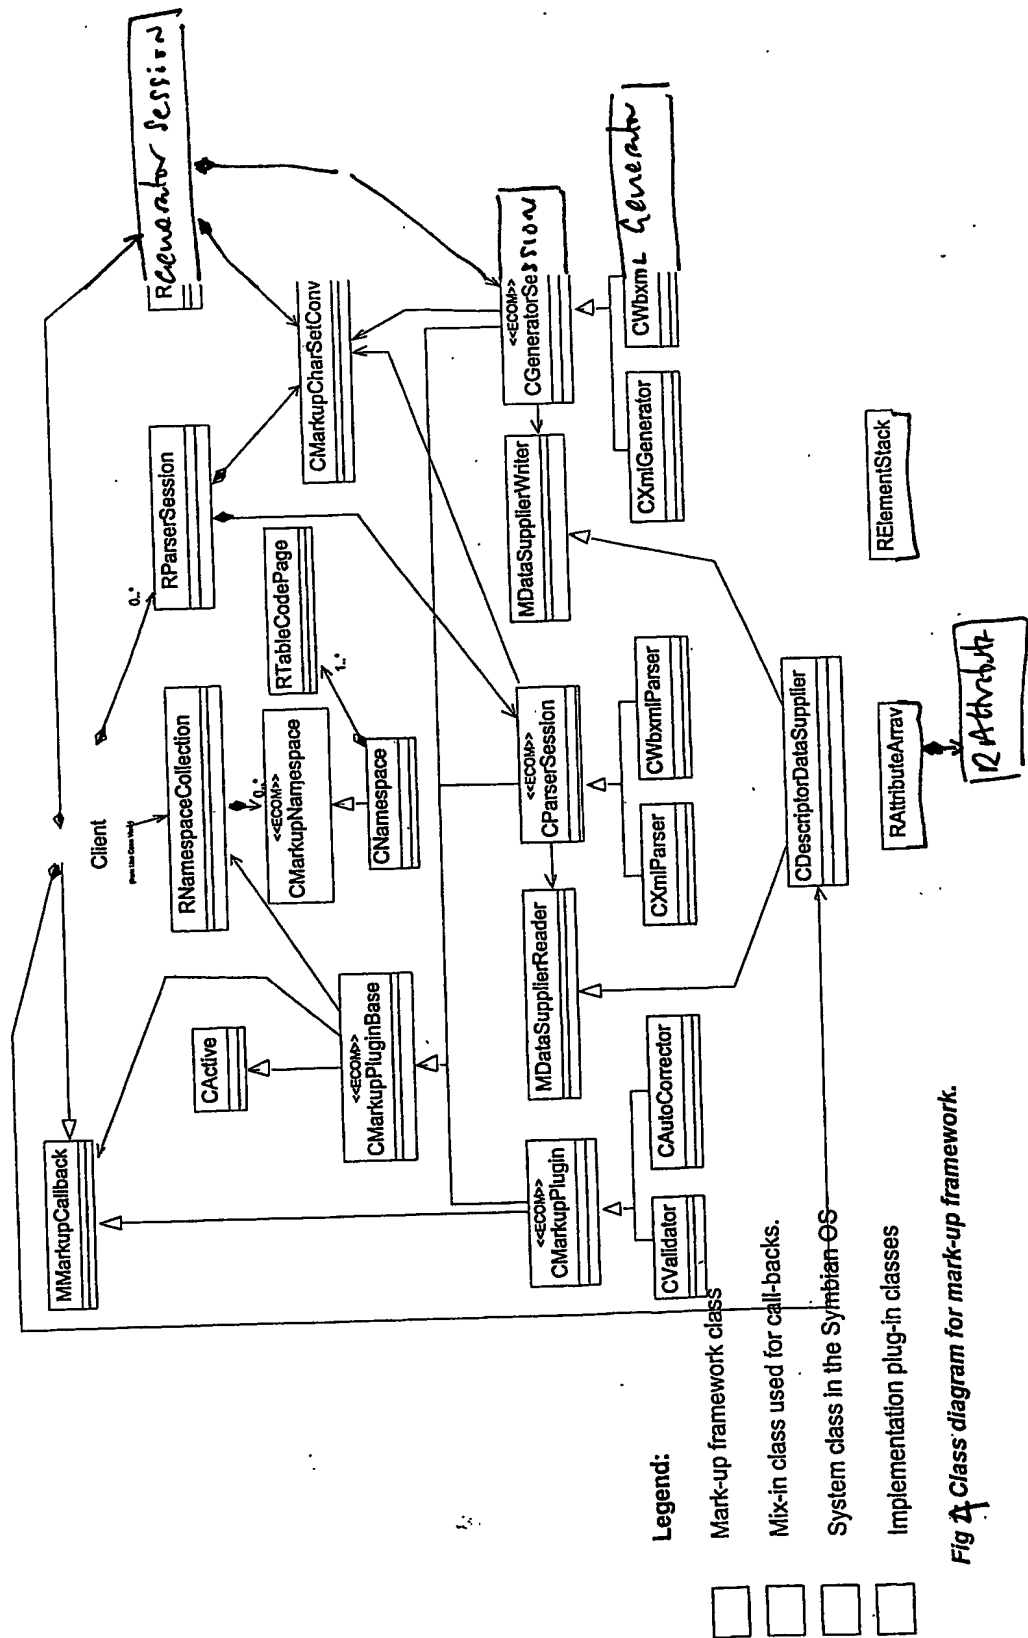 MMarkupCallback
Client
RGenerator Session
RNamespaceCollection
0..*
RParserSession
CActive
<<ECOM>>
CMarkupPluginBase
0..*
<<ECOM>>
CMarkupNamespace
CNamespace
1..*
RTableCodePage
CMarkupCharSetConv
<<ECOM>>
CMarkupPlugin
CValidator
CAutoCorrector
MDataSupplierReader
<<ECOM>>
CParserSession
CXmlParser
CWbxmlParser
MDataSupplierWriter
<<ECOM>>
CGeneratorSession
CXmlGenerator
CWbxmL Generator
CDescriptorDataSupplier
RAttributeArray
RElementStack
RAttribute
Legend:
Mark-up framework class
Mix-in class used for call-backs.
System class in the Symbian OS
Implementation plug-in classes
Fig 4 Class diagram for mark-up framework.